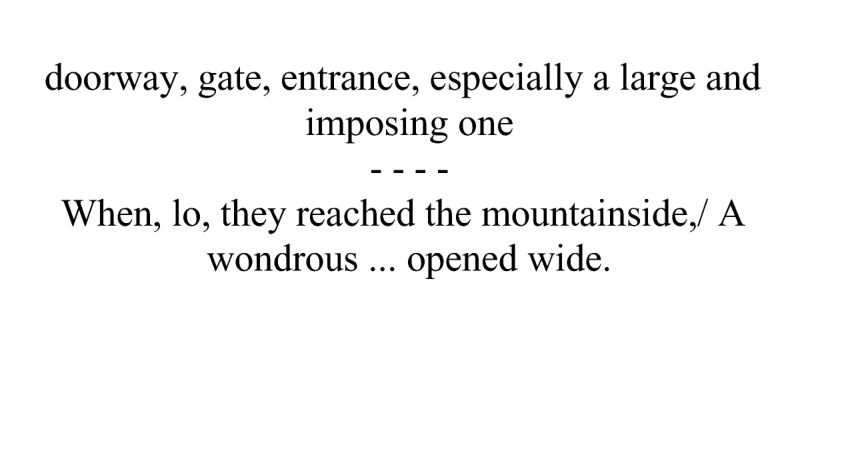 doorway, gate, entrance, especially a large and
imposing one
- - - -
When, lo, they reached the mountainside,/ A
wondrous ... opened wide.